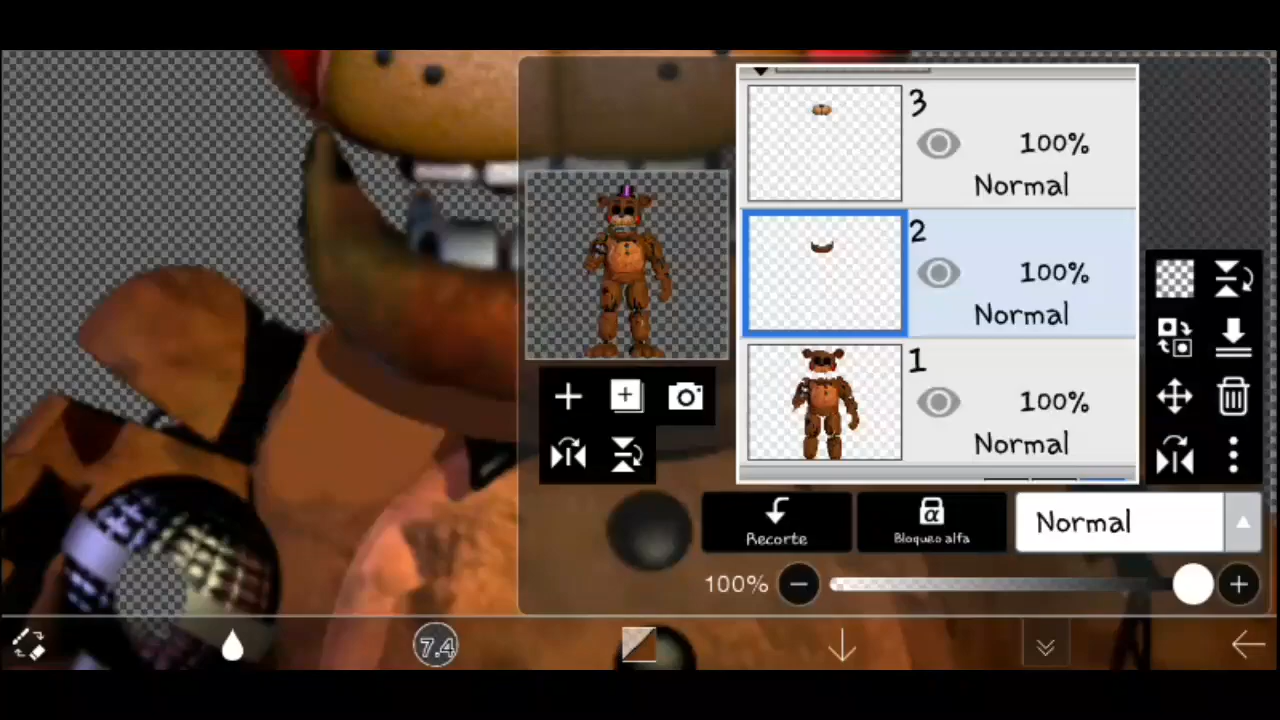 3
100%
Normal
2
100%
Normal
1
100%
Normal
Recorte
α
Bloqueo alfa
Normal
100%
7.4